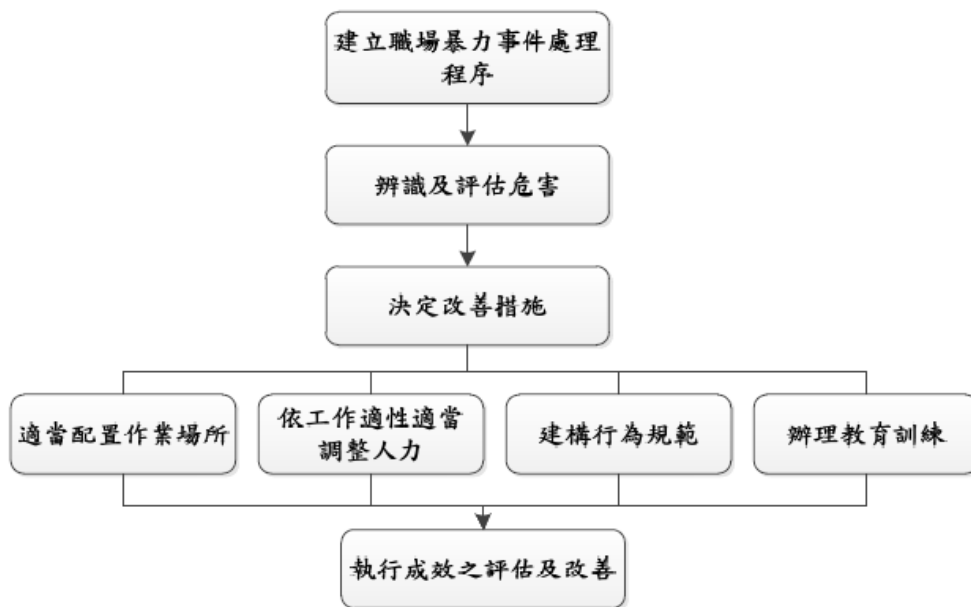 建立職場暴力事件處理
程序
辨識及評估危害
決定改善措施
適當配置作業場所
依工作適性適當
調整人力
建構行為規範
辦理教育訓練
執行成效之評估及改善